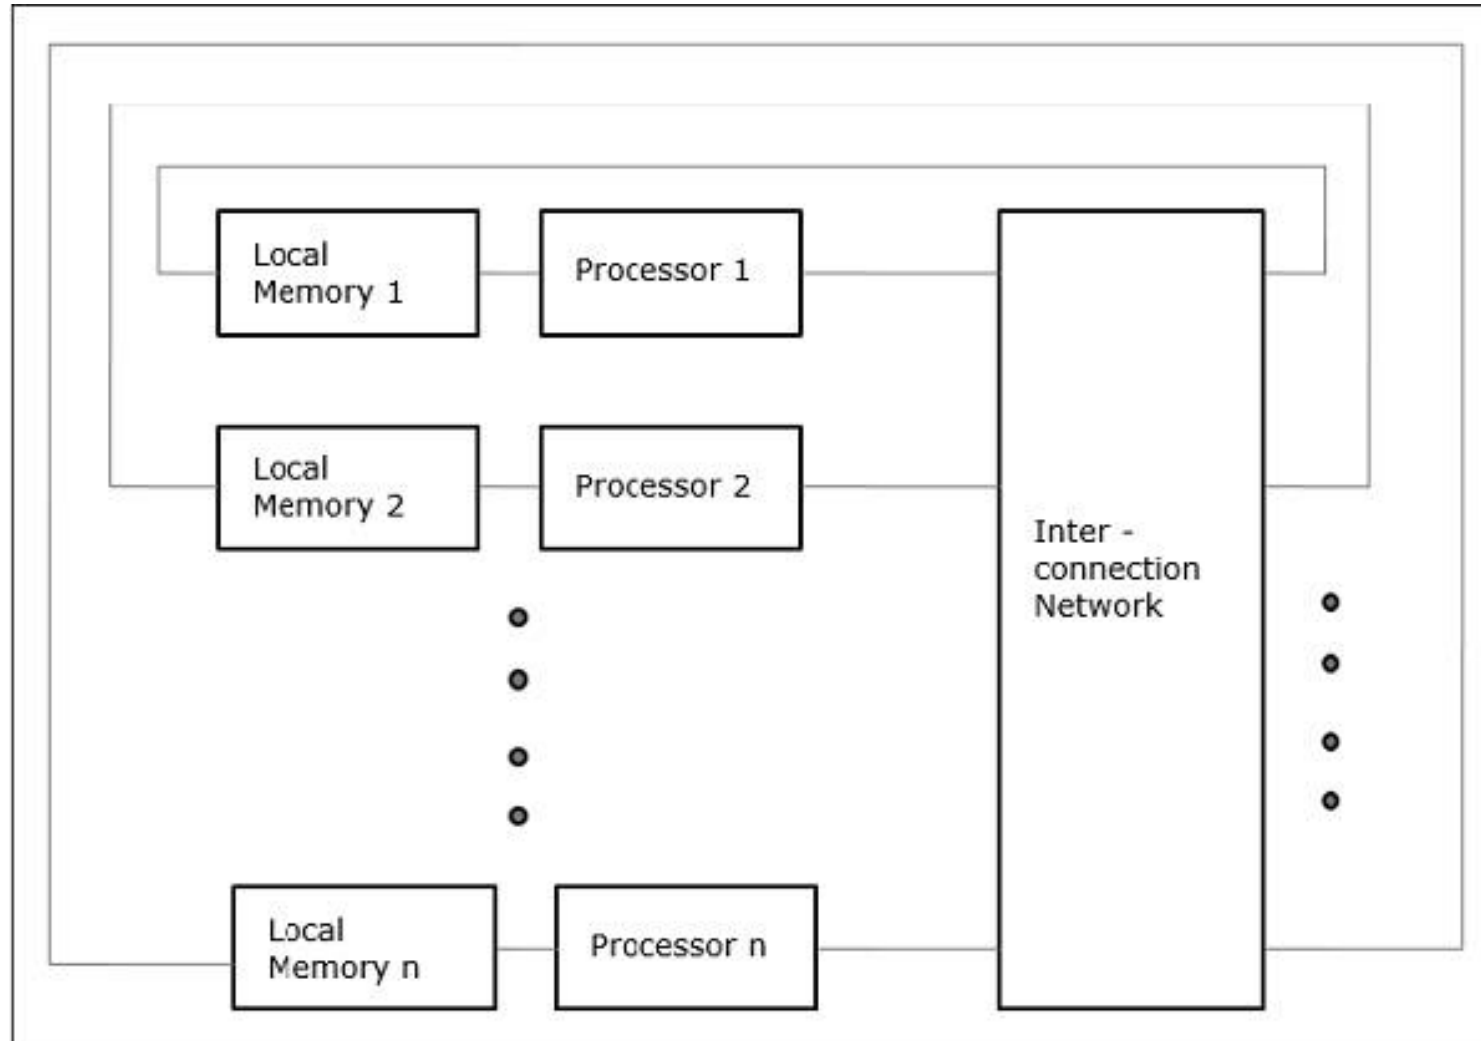 Local
Memory 1
Processor 1
Local
Memory 2
Processor 2
Inter -
connection
Network
Local
Memory n
Processor n